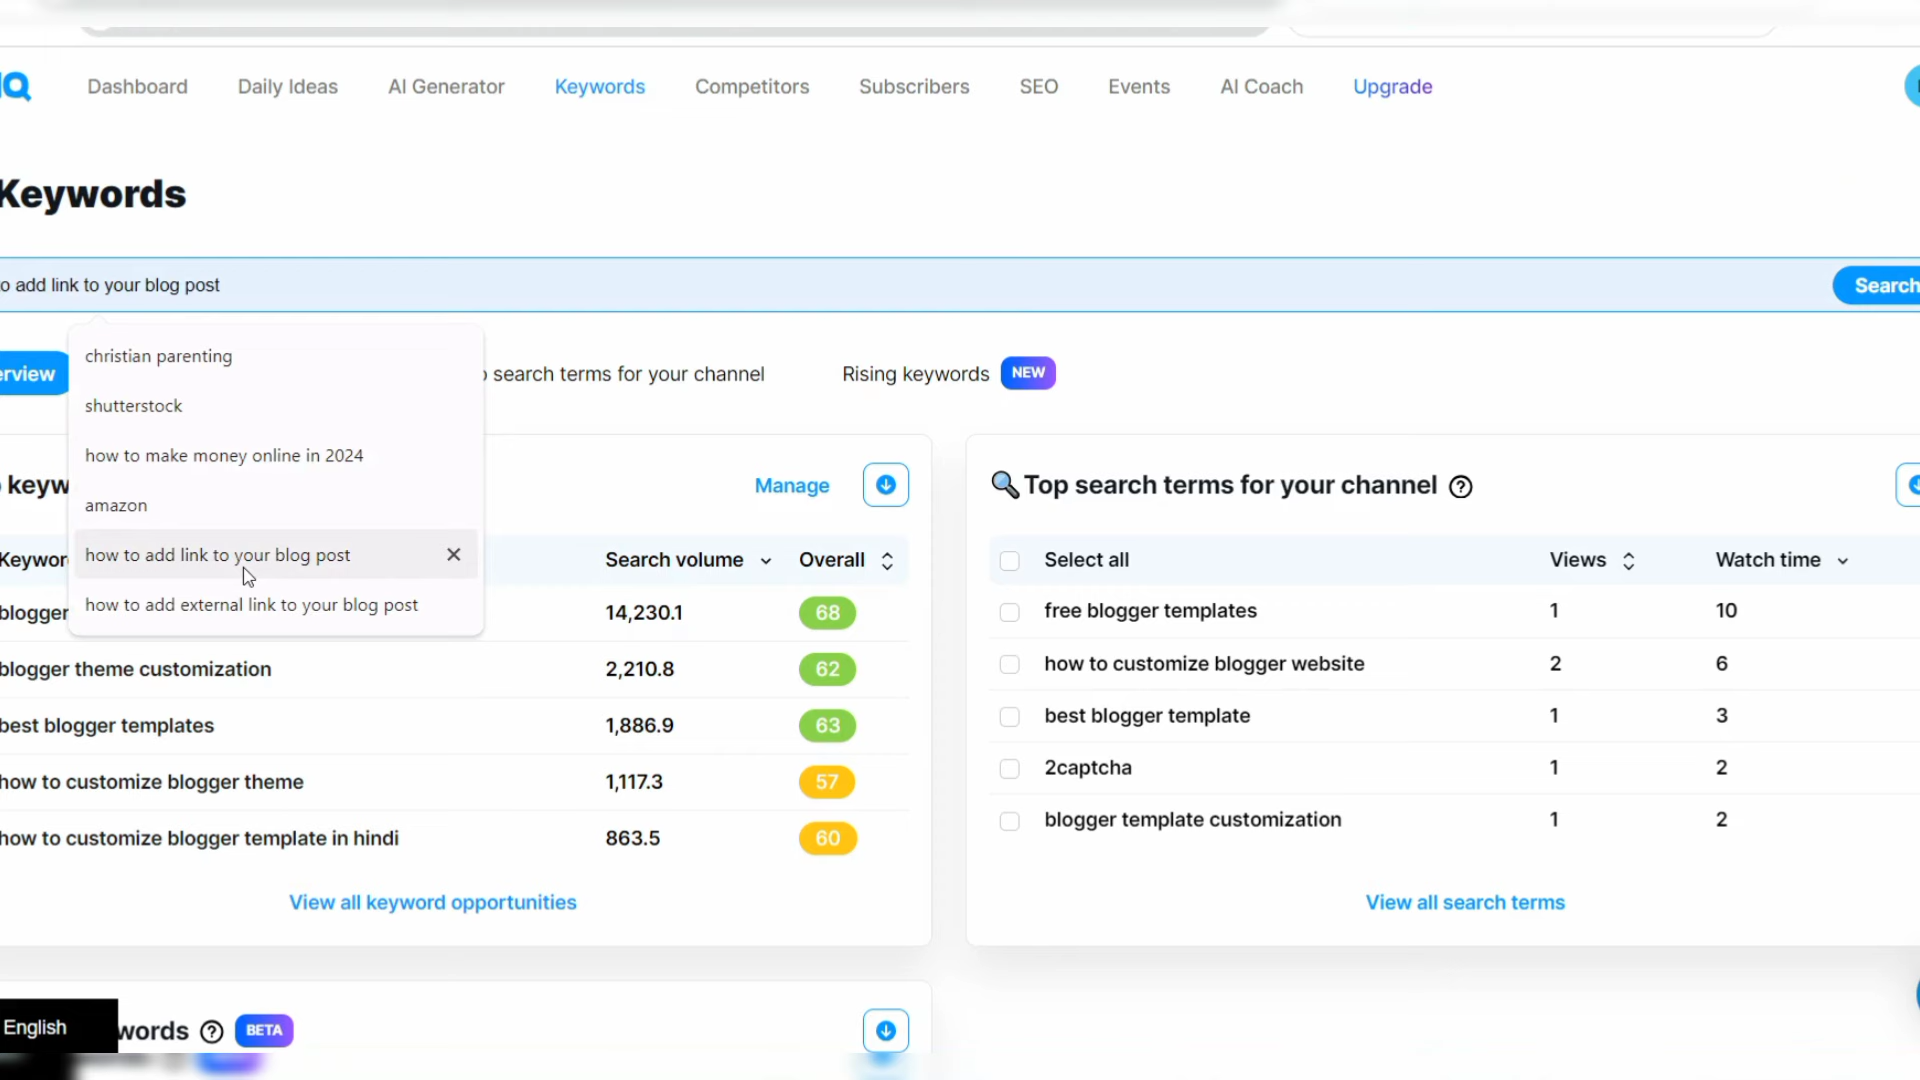 IQ Dashboard Daily Ideas AI Generator Keywords Competitors Subscribers SEO Events AI Coach Upgrade
Keywords
o add link to your blog post Search
erview search terms for your channel Rising keywords NEW
christian parenting
shutterstock
how to make money online in 2024
amazon
how to add link to your blog post
how to add external link to your blog post
keyw Manage
Keywor Search volume Overall
blogger 14,230.1 68
blogger theme customization 2,210.8 62
best blogger templates 1,886.9 63
how to customize blogger theme 1,117.3 57
how to customize blogger template in hindi 863.5 60
View all keyword opportunities
Top search terms for your channel ?
Select all Views Watch time
free blogger templates 1 10
how to customize blogger website 2 6
best blogger template 1 3
2captcha 1 2
blogger template customization 1 2
View all search terms
English words ? BETA